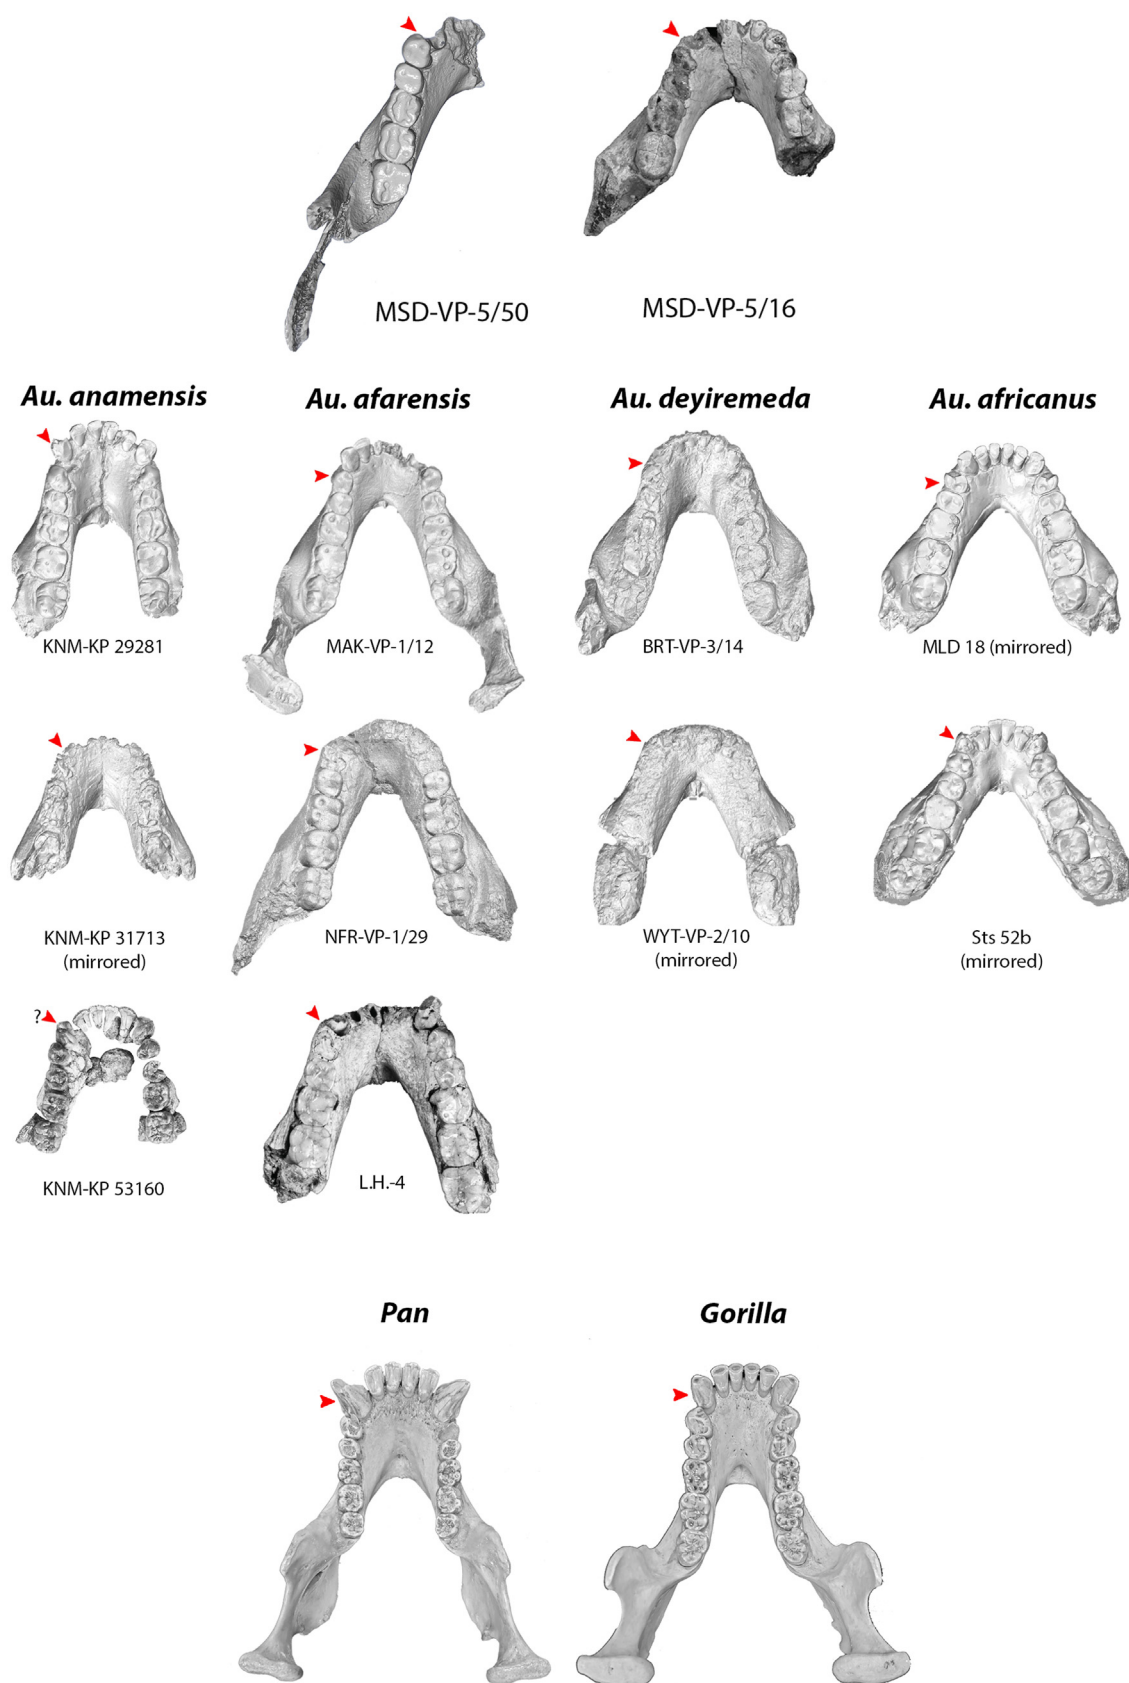 MSD-VP-5/50
MSD-VP-5/16
Au. anamensis
Au. afarensis
Au. deyiremeda
Au. africanus
KNM-KP 29281
MAK-VP-1/12
BRT-VP-3/14
MLD 18 (mirrored)
KNM-KP 31713
(mirrored)
NFR-VP-1/29
WYT-VP-2/10
(mirrored)
Sts 52b
(mirrored)
?
KNM-KP 53160
L.H.-4
Pan
Gorilla